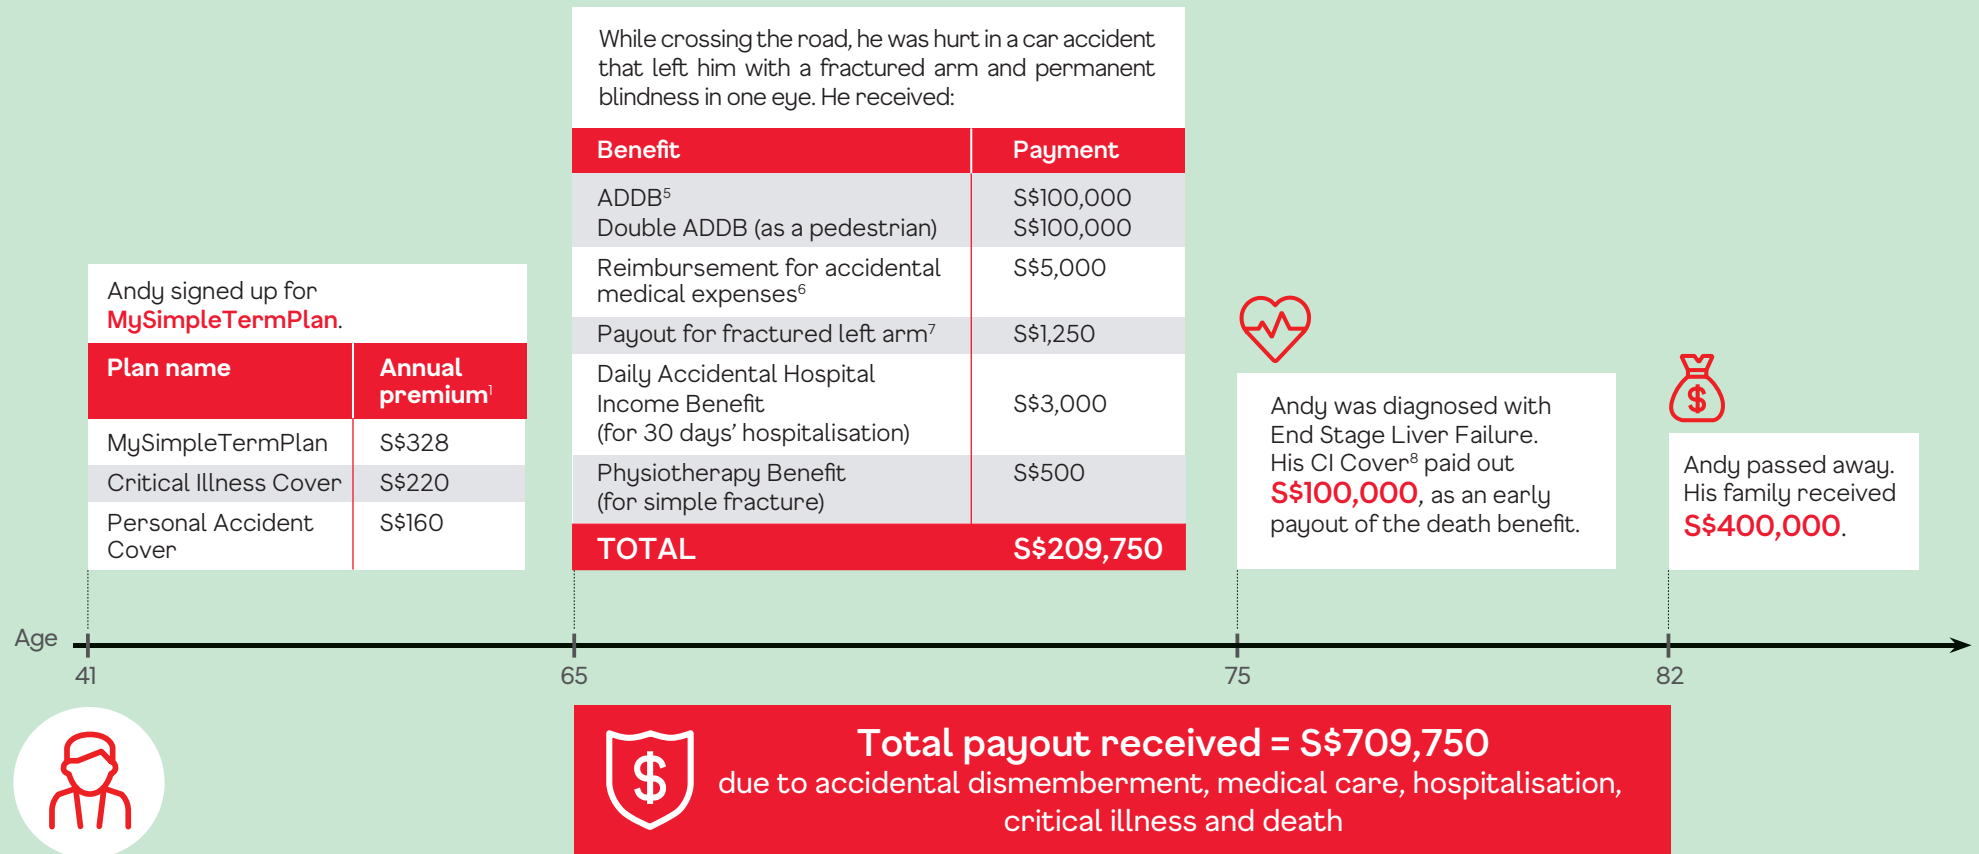 Andy signed up for
MySimpleTermPlan.
Plan name Annual
premium¹
MySimpleTermPlan S$328
Critical Illness Cover S$220
Personal Accident S$160
Cover
While crossing the road, he was hurt in a car accident
that left him with a fractured arm and permanent
blindness in one eye. He received:
Benefit Payment
ADDB⁵ S$100,000
Double ADDB (as a pedestrian) S$100,000
Reimbursement for accidental S$5,000
medical expenses⁶
Payout for fractured left arm⁷ S$1,250
Daily Accidental Hospital
Income Benefit S$3,000
(for 30 days' hospitalisation)
Physiotherapy Benefit S$500
(for simple fracture)
TOTAL S$209,750
Andy was diagnosed with
End Stage Liver Failure.
His CI Cover⁸ paid out
S$100,000, as an early
payout of the death benefit.
$
Andy passed away.
His family received
S$400,000.
Age
41 65 75 82
$
Total payout received = S$709,750
due to accidental dismemberment, medical care, hospitalisation,
critical illness and death